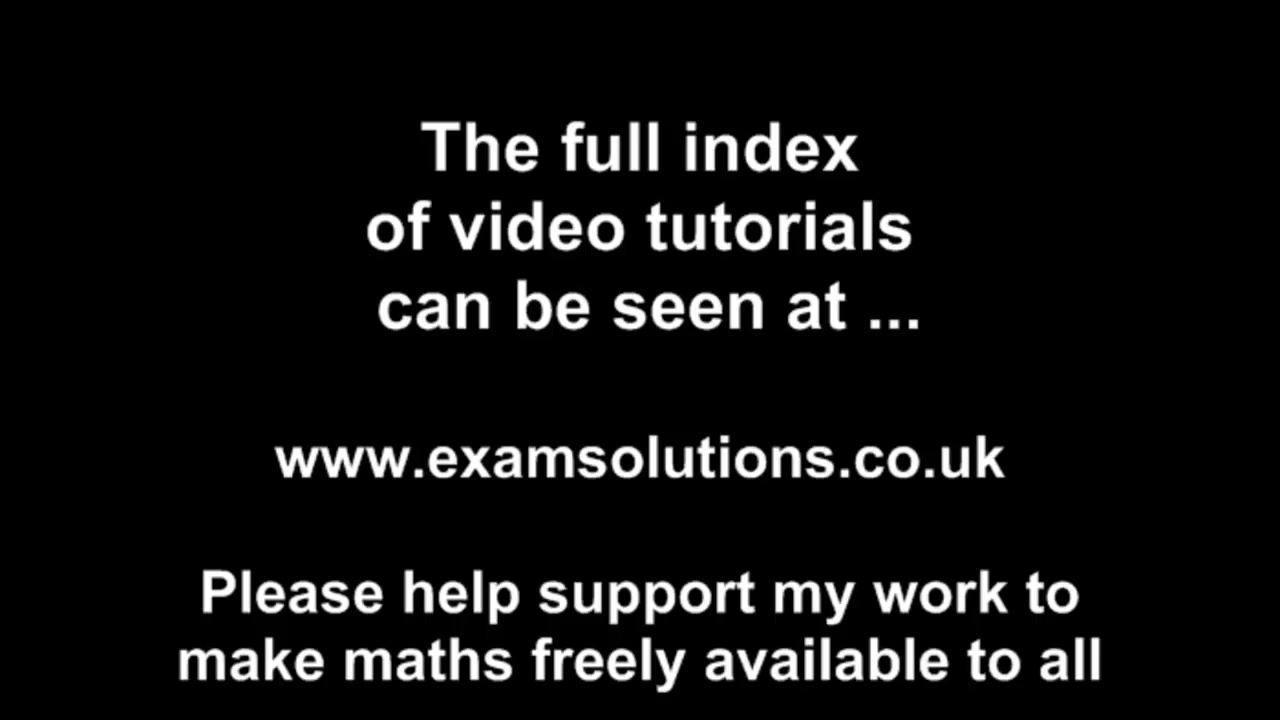 The full index
of video tutorials
can be seen at ...
www.examsolutions.co.uk
Please help support my work to
make maths freely available to all